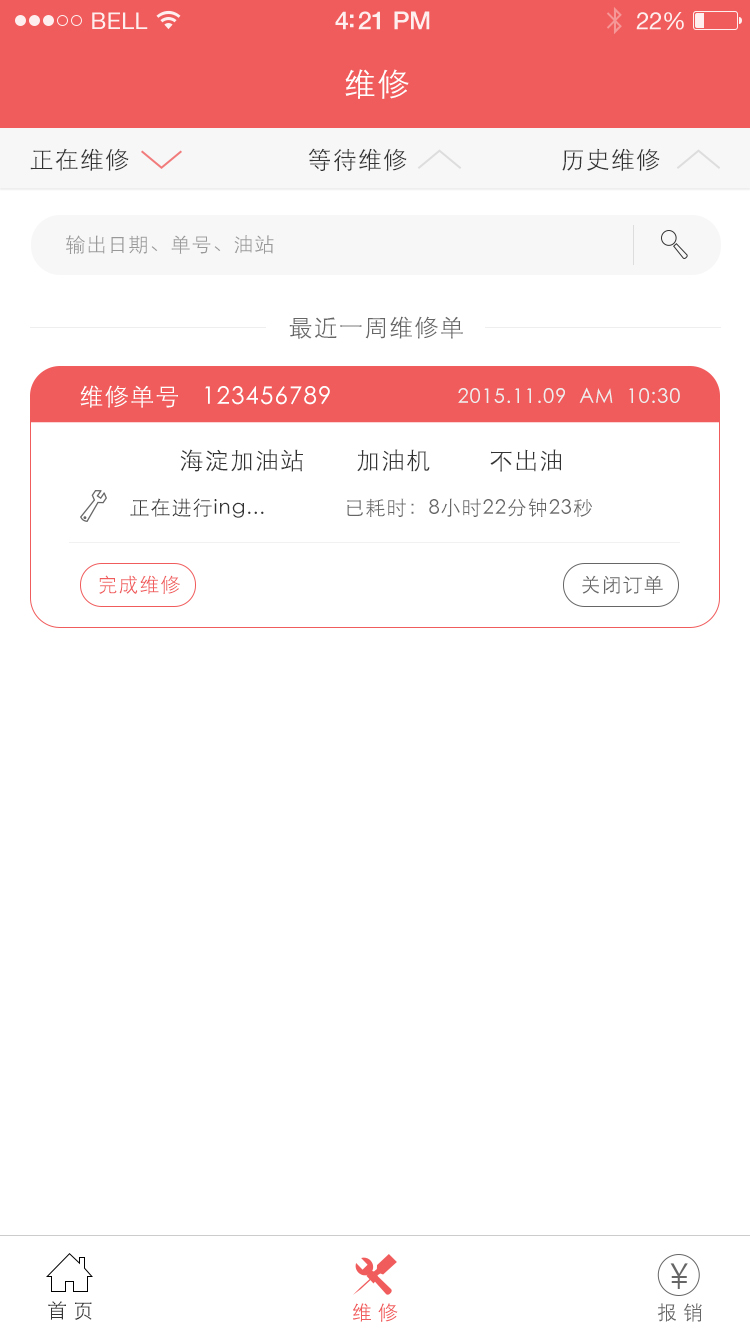 BELL 4:21 PM 22%
维修
正在维修 等待维修 历史维修
输出日期、单号、油站
最近一周维修单
维修单号 123456789 2015.11.09 AM 10:30
海淀加油站 加油机 不出油
正在进行ing... 已耗时：8小时22分钟23秒
完成维修 关闭订单
首页 维修 报销